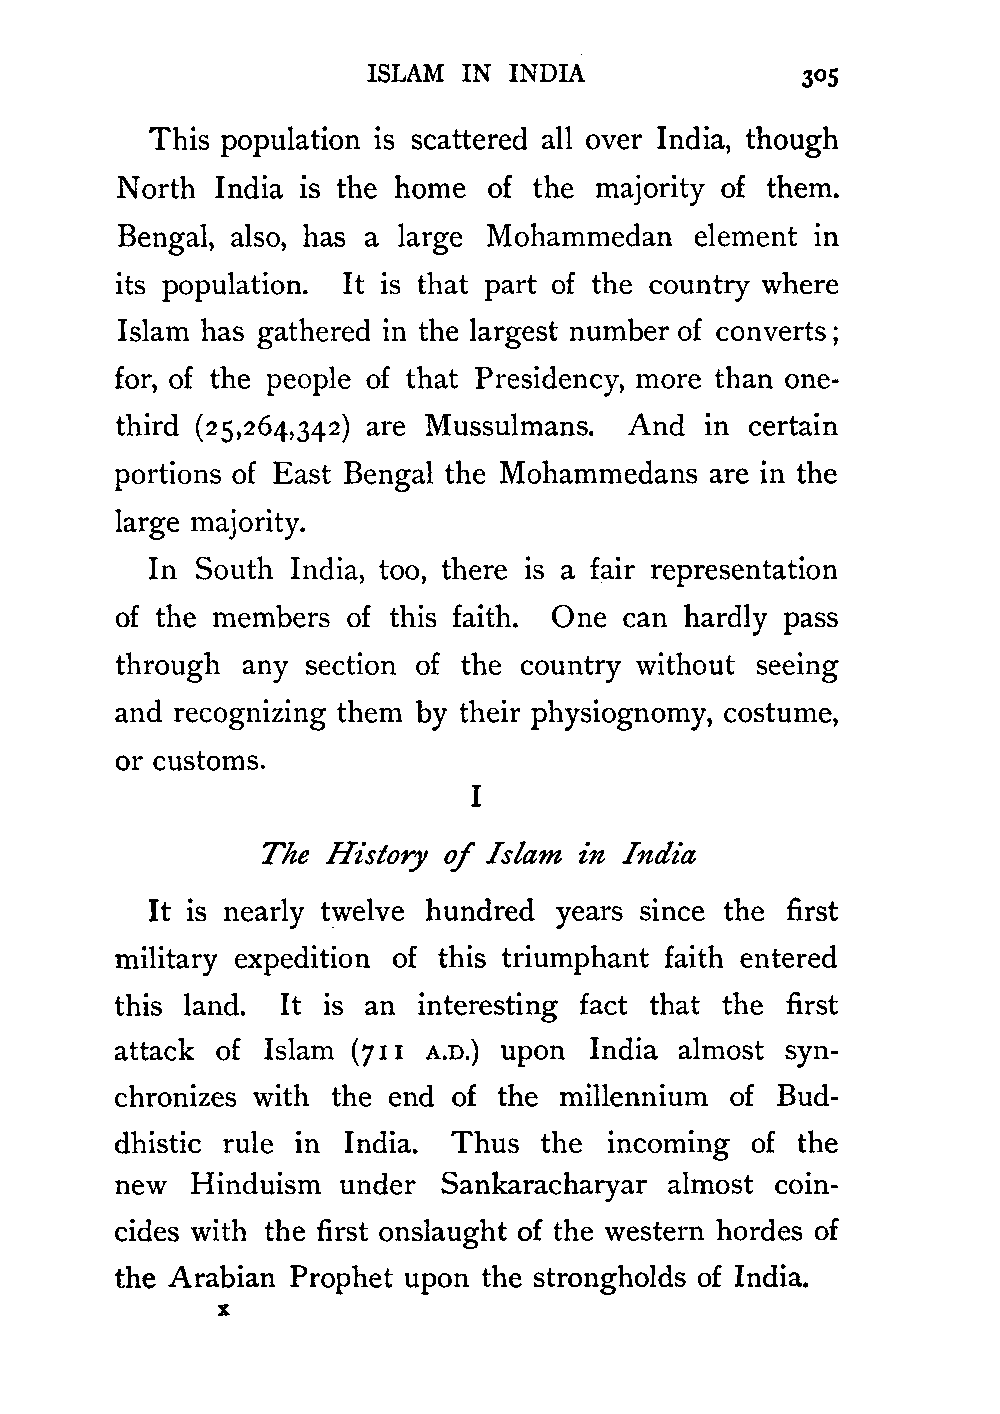 ISLAM IN INDIA 305
This population is scattered all over India, though
North India is the home of the majority of them.
Bengal, also, has a large Mohammedan element in
its population. It is that part of the country where
Islam has gathered in the largest number of converts;
for, of the people of that Presidency, more than one-
third (25,264,342) are Mussulmans. And in certain
portions of East Bengal the Mohammedans are in the
large majority.
In South India, too, there is a fair representation
of the members of this faith. One can hardly pass
through any section of the country without seeing
and recognizing them by their physiognomy, costume,
or customs.
I
The History of Islam in India
It is nearly twelve hundred years since the first
military expedition of this triumphant faith entered
this land. It is an interesting fact that the first
attack of Islam (711 A.D.) upon India almost syn-
chronizes with the end of the millennium of Bud-
dhistic rule in India. Thus the incoming of the
new Hinduism under Sankaracharyar almost coin-
cides with the first onslaught of the western hordes of
the Arabian Prophet upon the strongholds of India.
x